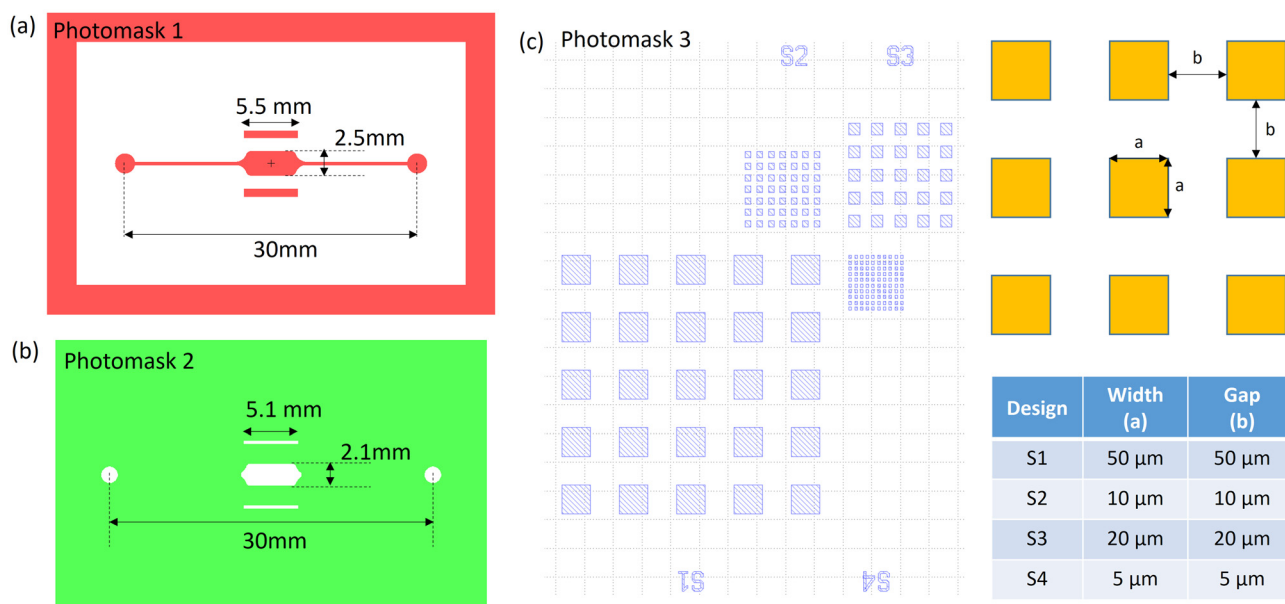 (a)
Photomask 1
5.5 mm
2.5mm
30mm
(b)
Photomask 2
5.1 mm
2.1mm
30mm
(c)
Photomask 3
S2
S3
S1
S4
b
b
a
a
Design Width (a) Gap (b)
S1 50 µm 50 µm
S2 10 µm 10 µm
S3 20 µm 20 µm
S4 5 µm 5 µm